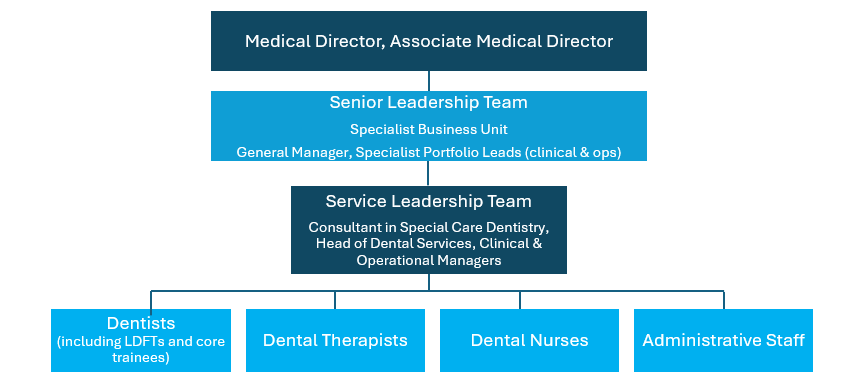 Medical Director, Associate Medical Director
Senior Leadership Team
Specialist Business Unit
General Manager, Specialist Portfolio Leads (clinical & ops)
Service Leadership Team
Consultant in Special Care Dentistry,
Head of Dental Services, Clinical &
Operational Managers
Dentists
(including LDFTs and core
trainees)
Dental Therapists
Dental Nurses
Administrative Staff